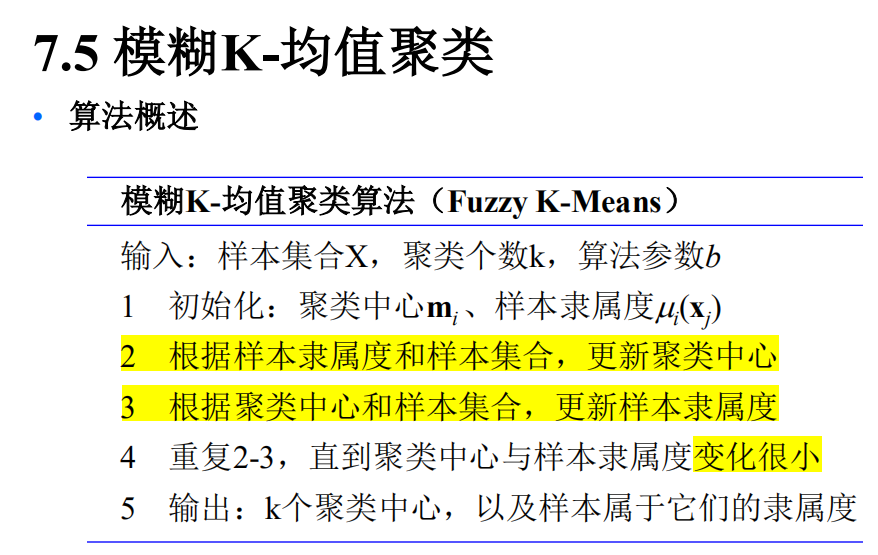 7.5 模糊K-均值聚类
• 算法概述
模糊K-均值聚类算法（Fuzzy K-Means）
输入：样本集合X，聚类个数k，算法参数b
1 初始化：聚类中心mᵢ、样本隶属度μᵢ(xⱼ)
2 根据样本隶属度和样本集合，更新聚类中心
3 根据聚类中心和样本集合，更新样本隶属度
4 重复2-3，直到聚类中心与样本隶属度变化很小
5 输出：k个聚类中心，以及样本属于它们的隶属度